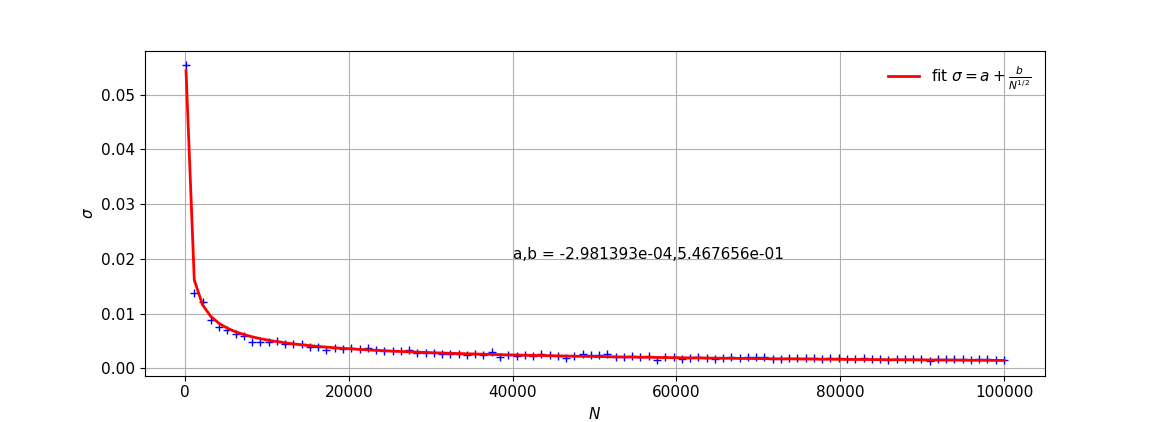 fit σ = a + b/N^{1/2}
0.05
0.04
0.03
0.02
0.01
0.00
σ
a,b = -2.981393e-04,5.467656e-01
0 20000 40000 60000 80000 100000
N